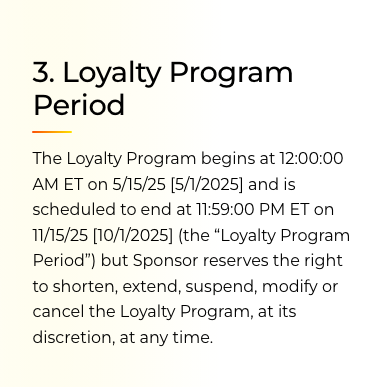 3. Loyalty Program
Period
The Loyalty Program begins at 12:00:00
AM ET on 5/15/25 [5/1/2025] and is
scheduled to end at 11:59:00 PM ET on
11/15/25 [10/1/2025] (the “Loyalty Program
Period”) but Sponsor reserves the right
to shorten, extend, suspend, modify or
cancel the Loyalty Program, at its
discretion, at any time.